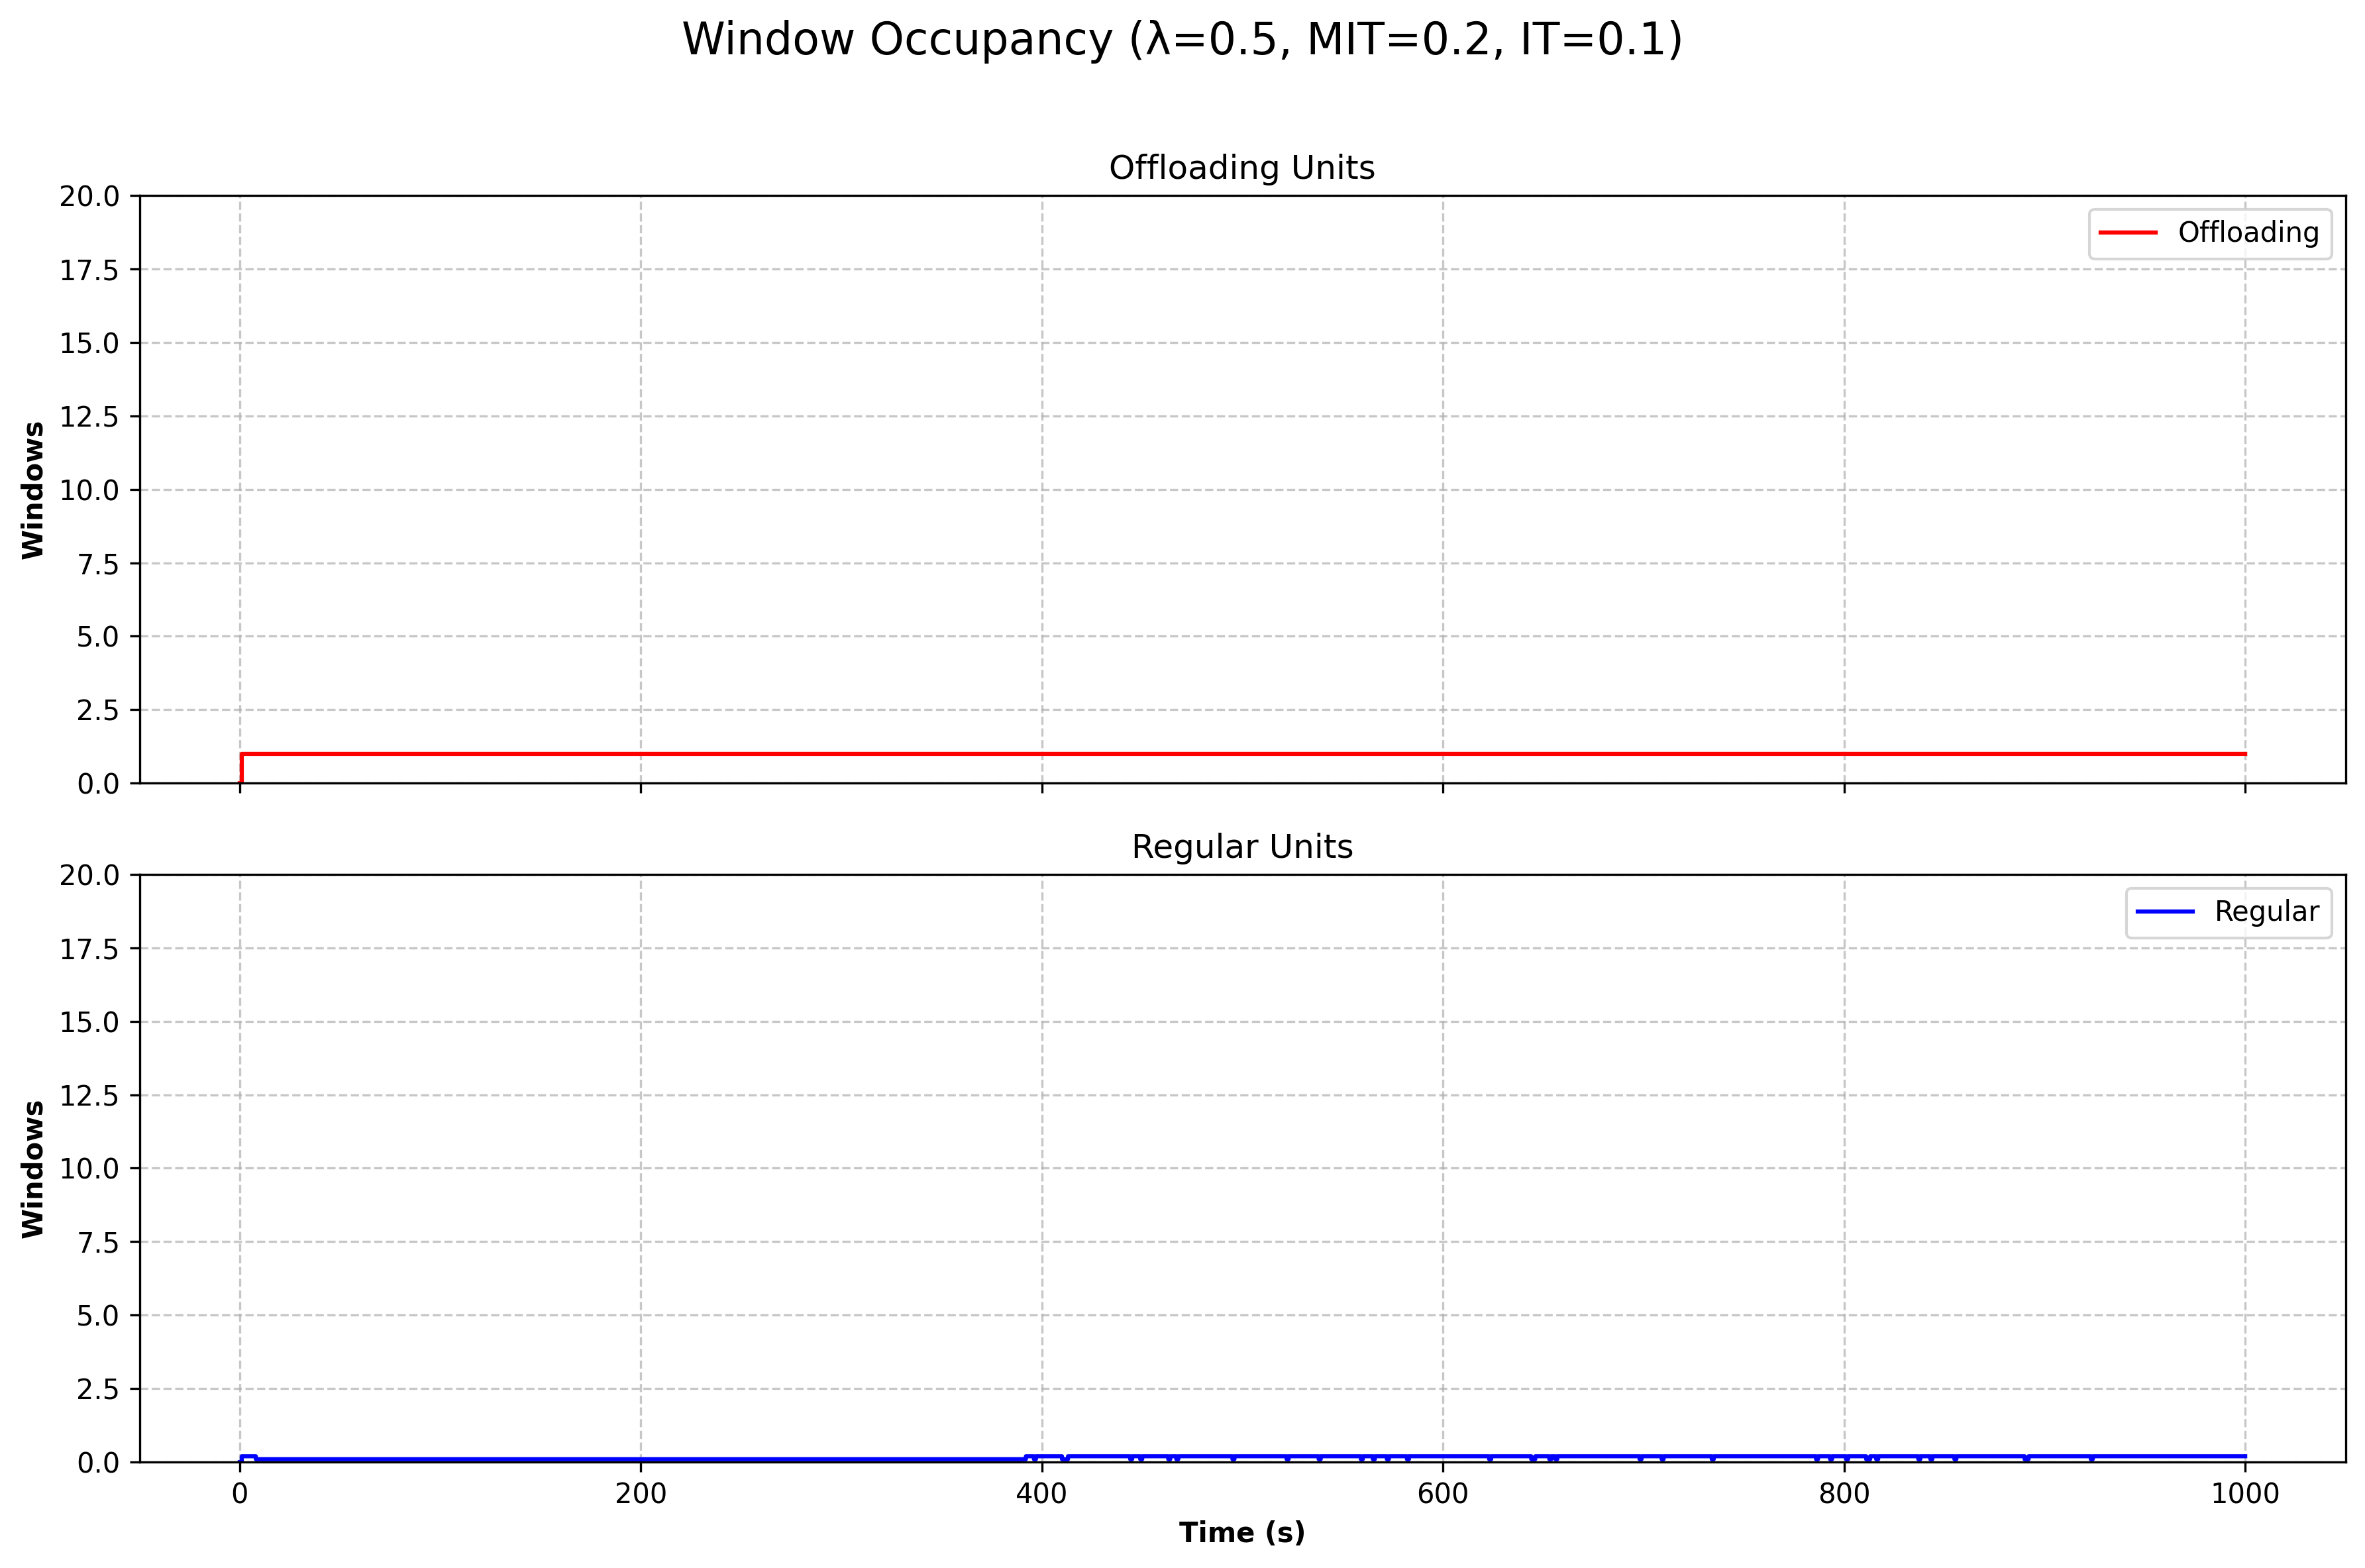 Window Occupancy (λ=0.5, MIT=0.2, IT=0.1)
Offloading Units
20.0
17.5
15.0
12.5
10.0
7.5
5.0
2.5
0.0
Windows
Offloading
Regular Units
20.0
17.5
15.0
12.5
10.0
7.5
5.0
2.5
0.0
Windows
Regular
0 200 400 600 800 1000
Time (s)